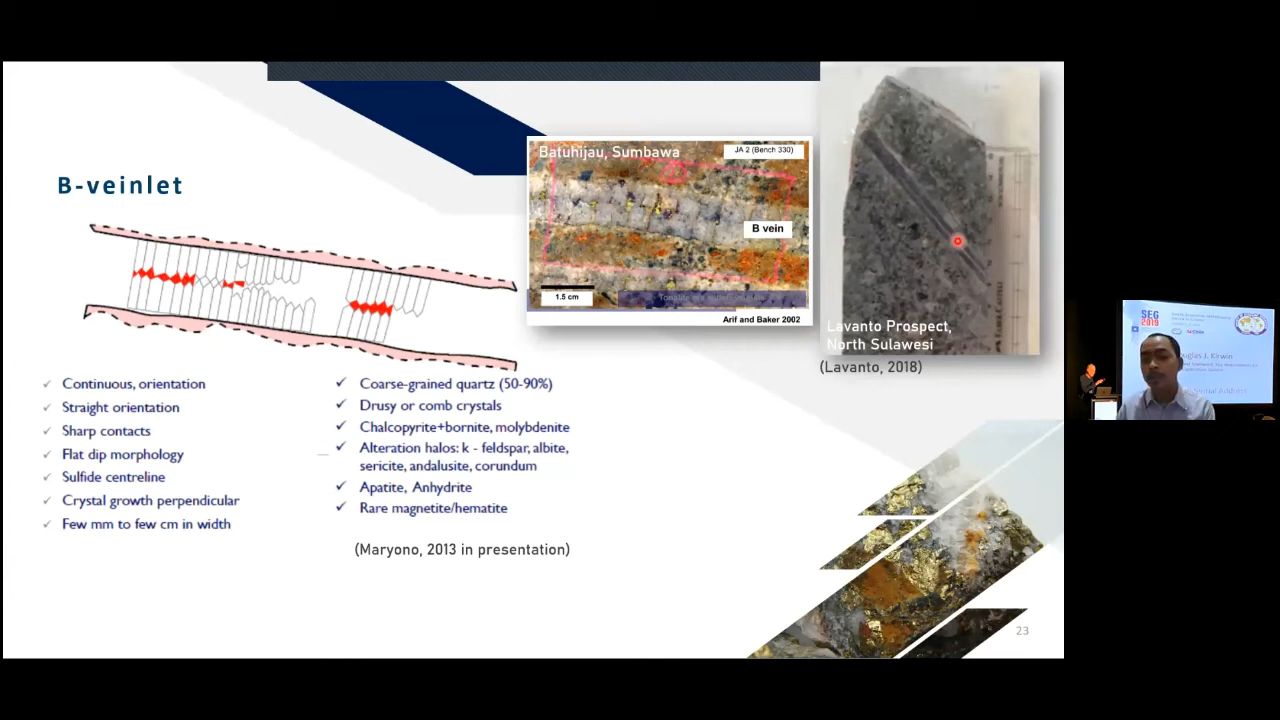 B-veinlet
Batuhijau, Sumbawa
JA 2 (Bench 330)
B vein
1.5 cm
Arif and Baker 2002
Lavanto Prospect,
North Sulawesi
(Lavanto, 2018)
✓ Continuous, orientation
✓ Straight orientation
✓ Sharp contacts
✓ Flat dip morphology
✓ Sulfide centreline
✓ Crystal growth perpendicular
✓ Few mm to few cm in width
✓ Coarse-grained quartz (50-90%)
✓ Drusy or comb crystals
✓ Chalcopyrite+bornite, molybdenite
✓ Alteration halos: k - feldspar, albite,
sericite, andalusite, corundum
✓ Apatite, Anhydrite
✓ Rare magnetite/hematite
(Maryono, 2013 in presentation)
23
SEG
2019
J. Kirwin